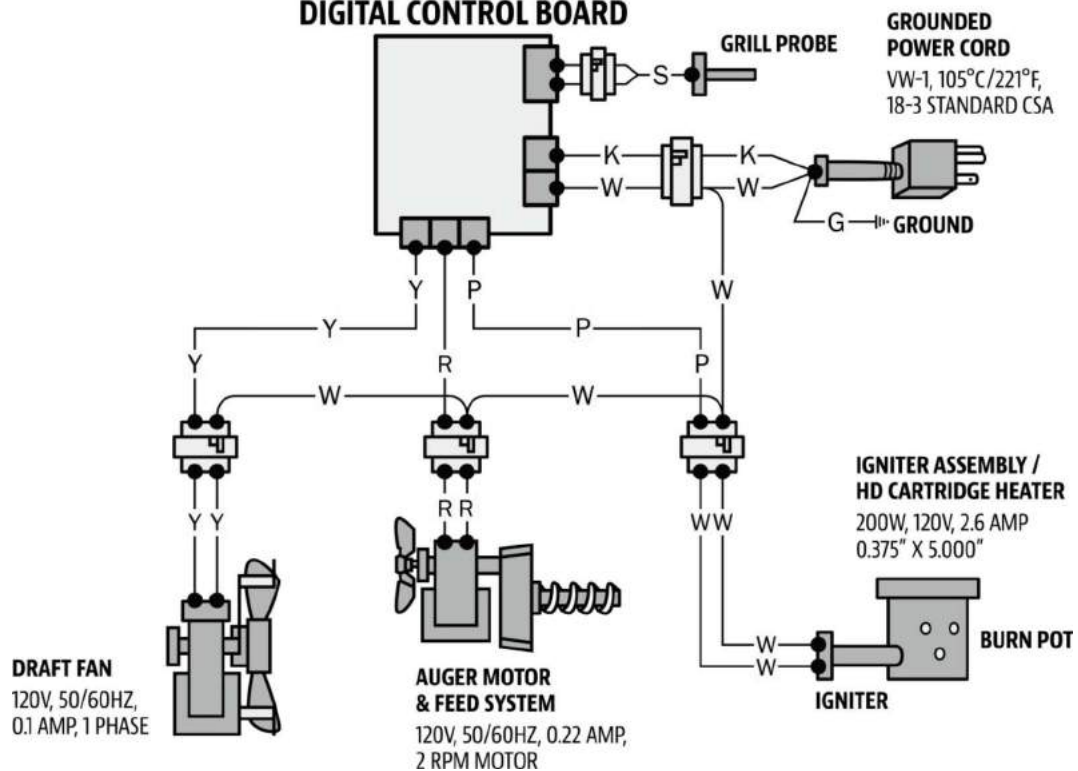 DIGITAL CONTROL BOARD
GRILL PROBE
GROUNDED
POWER CORD
VW-1, 105°C/221°F,
18-3 STANDARD CSA
S
K
K
W
W
G
GROUND
Y
P
W
Y
P
Y
R
P
W
W
IGNITER ASSEMBLY /
HD CARTRIDGE HEATER
200W, 120V, 2.6 AMP
0.375" X 5.000"
Y
Y
R
R
W
W
W
W
BURN POT
IGNITER
DRAFT FAN
120V, 50/60HZ,
0.1 AMP, 1 PHASE
AUGER MOTOR
& FEED SYSTEM
120V, 50/60HZ, 0.22 AMP,
2 RPM MOTOR